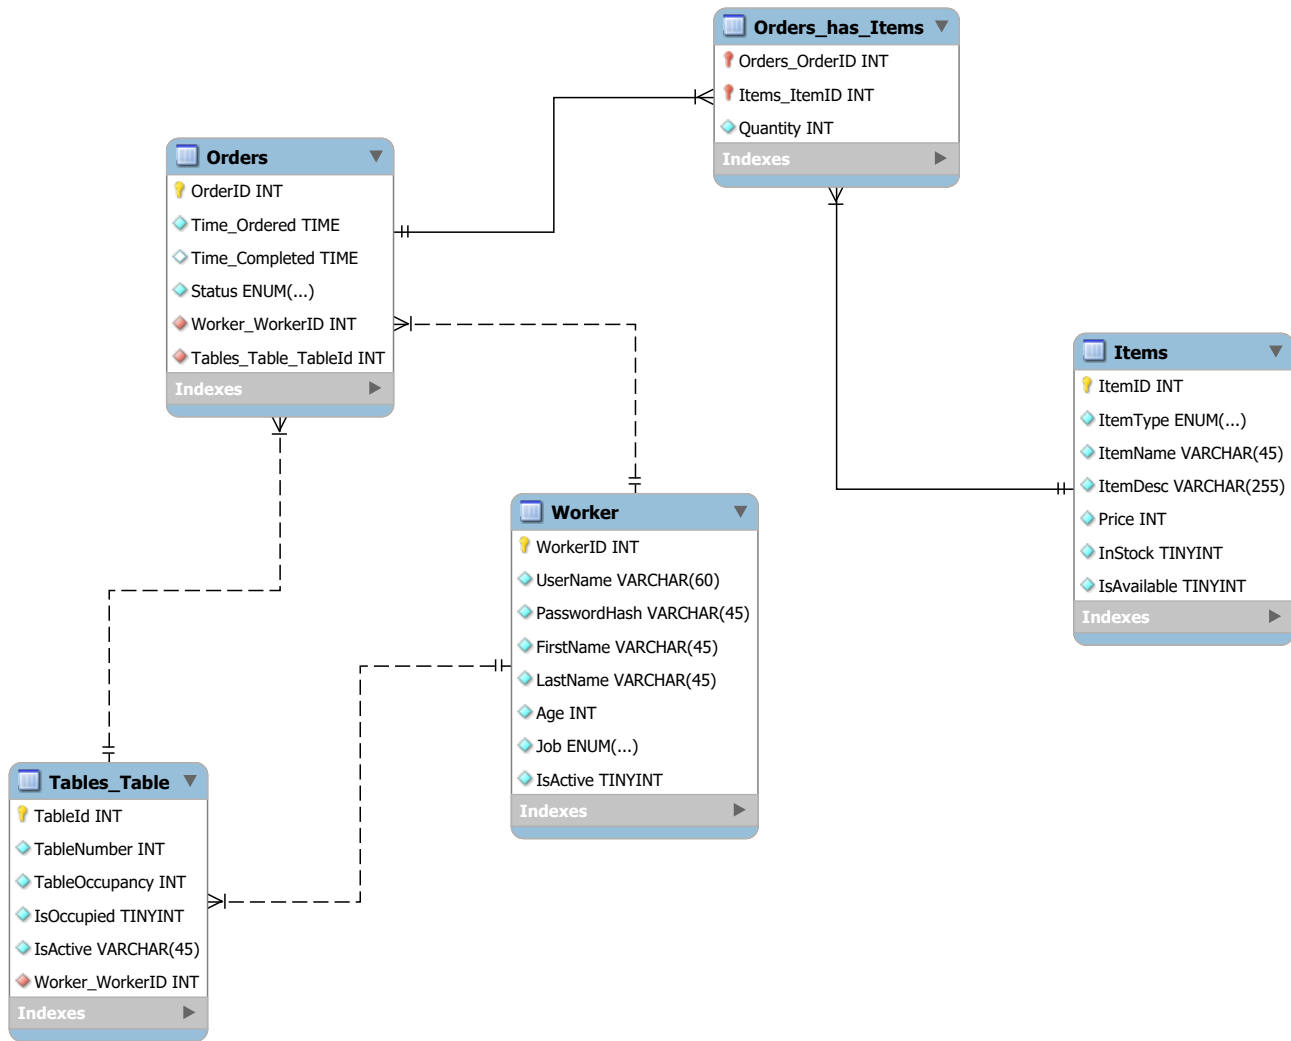 Orders_has_Items
Orders_OrderID INT
Items_ItemID INT
Quantity INT
Indexes
Orders
OrderID INT
Time_Ordered TIME
Time_Completed TIME
Status ENUM(...)
Worker_WorkerID INT
Tables_Table_TableId INT
Indexes
Items
ItemID INT
ItemType ENUM(...)
ItemName VARCHAR(45)
ItemDesc VARCHAR(255)
Price INT
InStock TINYINT
IsAvailable TINYINT
Indexes
Worker
WorkerID INT
UserName VARCHAR(60)
PasswordHash VARCHAR(45)
FirstName VARCHAR(45)
LastName VARCHAR(45)
Age INT
Job ENUM(...)
IsActive TINYINT
Indexes
Tables_Table
TableId INT
TableNumber INT
TableOccupancy INT
IsOccupied TINYINT
IsActive VARCHAR(45)
Worker_WorkerID INT
Indexes